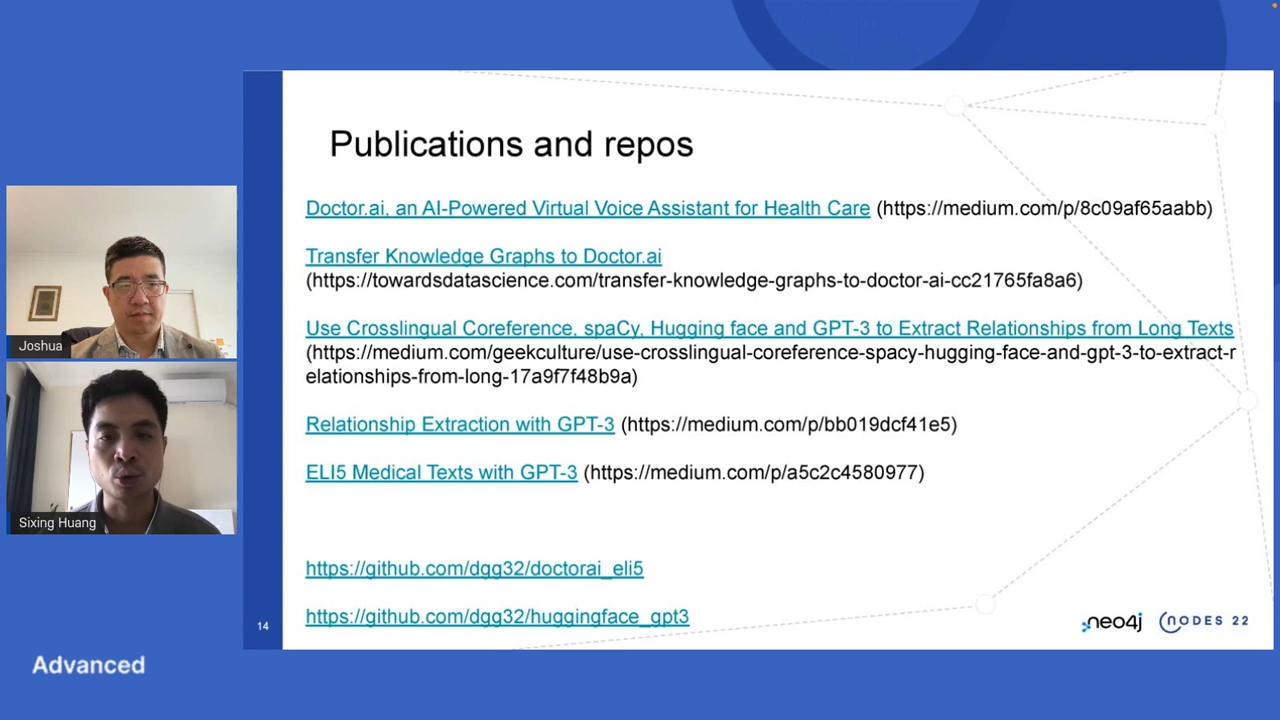 Publications and repos
Doctor.ai, an AI-Powered Virtual Voice Assistant for Health Care (https://medium.com/p/8c09af65aabb)
Transfer Knowledge Graphs to Doctor.ai
(https://towardsdatascience.com/transfer-knowledge-graphs-to-doctor-ai-cc21765fa8a6)
Use Crosslingual Coreference, spaCy, Hugging face and GPT-3 to Extract Relationships from Long Texts
(https://medium.com/geekculture/use-crosslingual-coreference-spacy-hugging-face-and-gpt-3-to-extract-r
elationships-from-long-17a9f7f48b9a)
Relationship Extraction with GPT-3 (https://medium.com/p/bb019dcf41e5)
ELI5 Medical Texts with GPT-3 (https://medium.com/p/a5c2c4580977)
https://github.com/dgg32/doctorai_eli5
https://github.com/dgg32/huggingface_gpt3
14
neo4j NODES 22
Joshua
Sixing Huang
Advanced